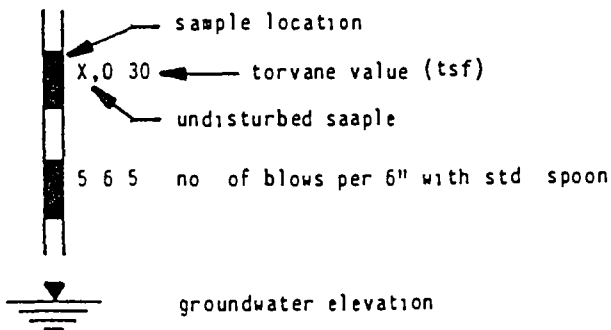 sample location
X,0 30 torvane value (tsf)
undisturbed saaple
5 6 5 no of blows per 6" with std spoon
groundwater elevation